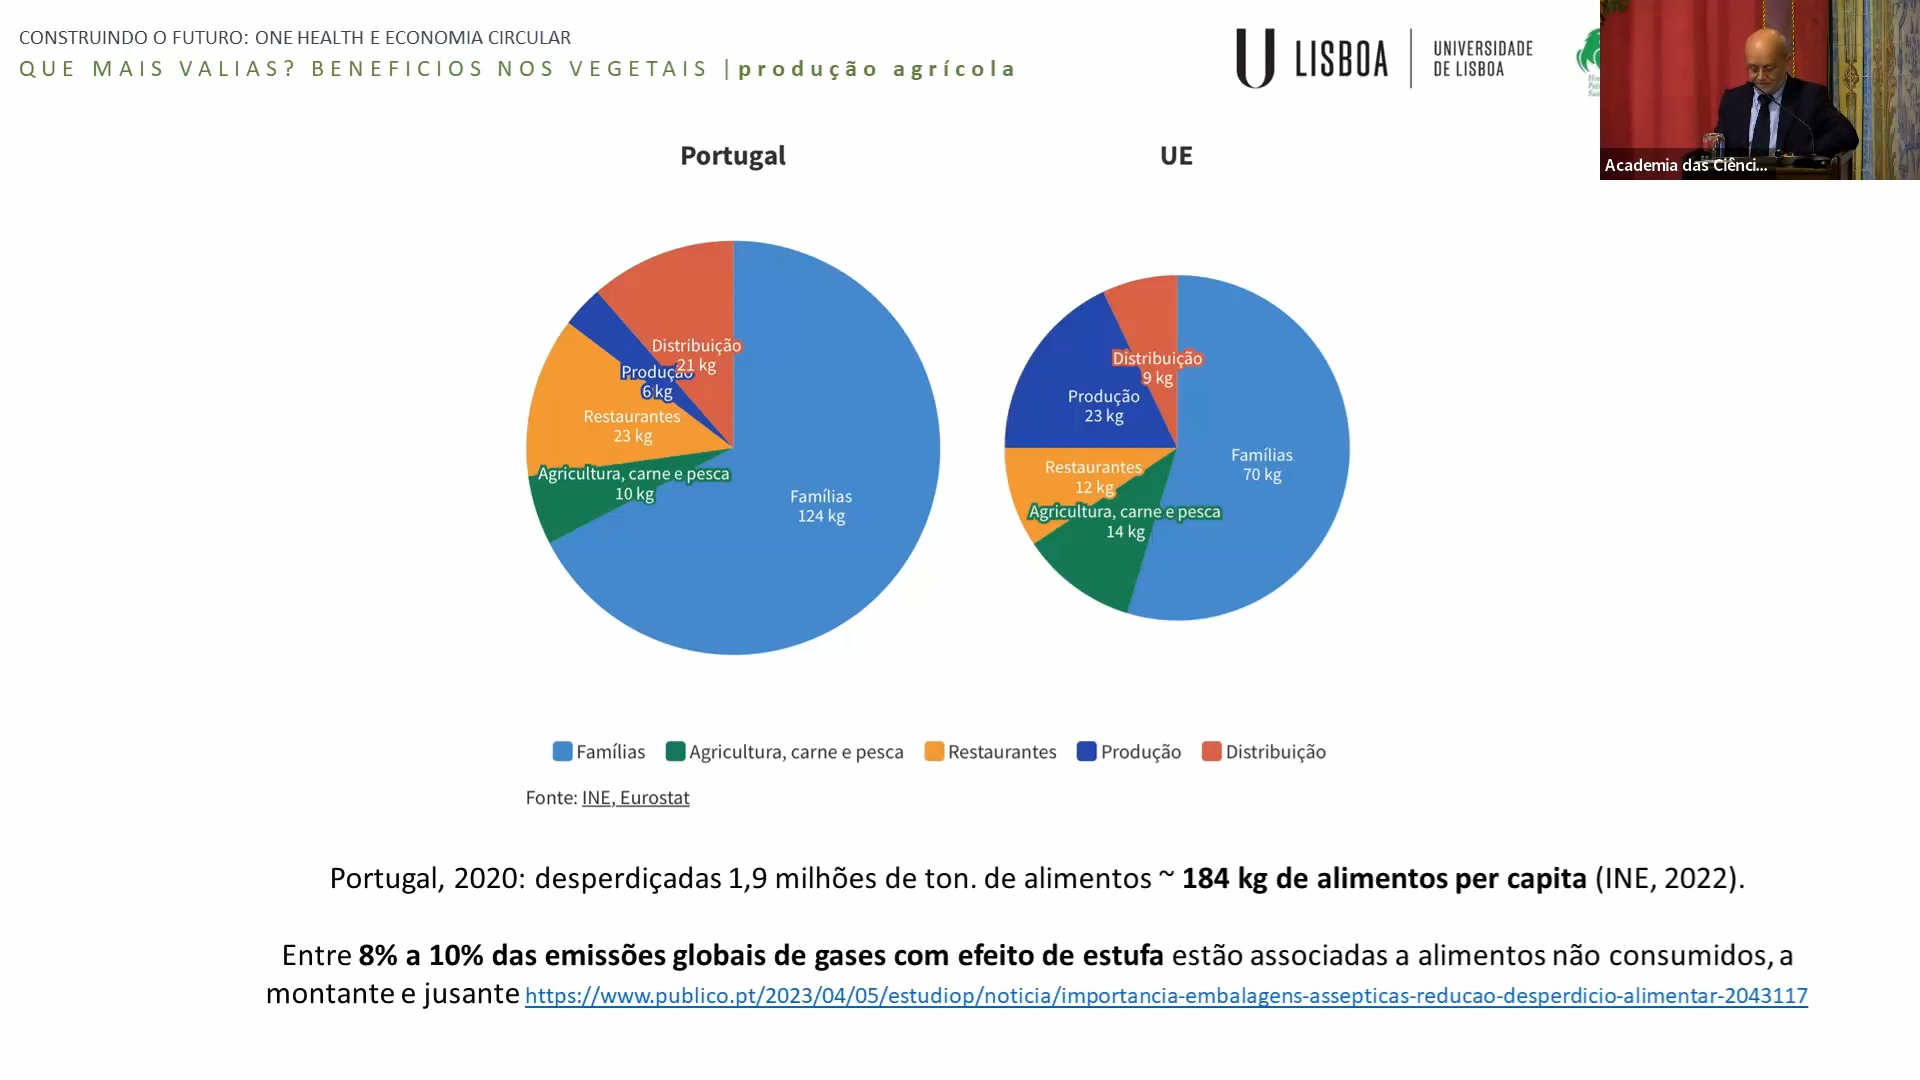 CONSTRUINDO O FUTURO: ONE HEALTH E ECONOMIA CIRCULAR
QUE MAIS VALIAS? BENEFICIOS NOS VEGETAIS | produção agrícola
U LISBOA
UNIVERSIDADE
DE LISBOA
Academia das Ciênci...
Portugal
UE
Distribuição
21 kg
Produção
6 kg
Restaurantes
23 kg
Agricultura, carne e pesca
10 kg
Famílias
124 kg
Distribuição
9 kg
Produção
23 kg
Restaurantes
12 kg
Agricultura, carne e pesca
14 kg
Famílias
70 kg
Famílias Agricultura, carne e pesca Restaurantes Produção Distribuição
Fonte: INE, Eurostat
Portugal, 2020: desperdiçadas 1,9 milhões de ton. de alimentos ~ 184 kg de alimentos per capita (INE, 2022).
Entre 8% a 10% das emissões globais de gases com efeito de estufa estão associadas a alimentos não consumidos, a
montante e jusante https://www.publico.pt/2023/04/05/estudiop/noticia/importancia-embalagens-assepticas-reducao-desperdicio-alimentar-2043117